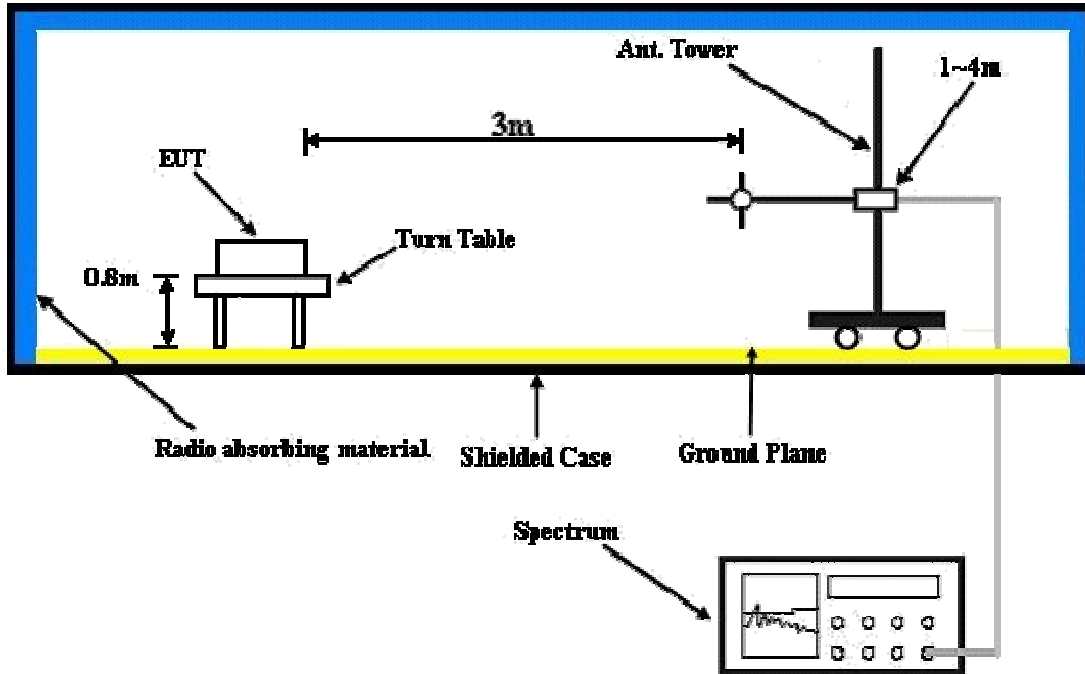 Ant. Tower
1~4m
3m
EUT
Turn Table
0.8m
Radio absorbing material
Shielded Case
Ground Plane
Spectrum